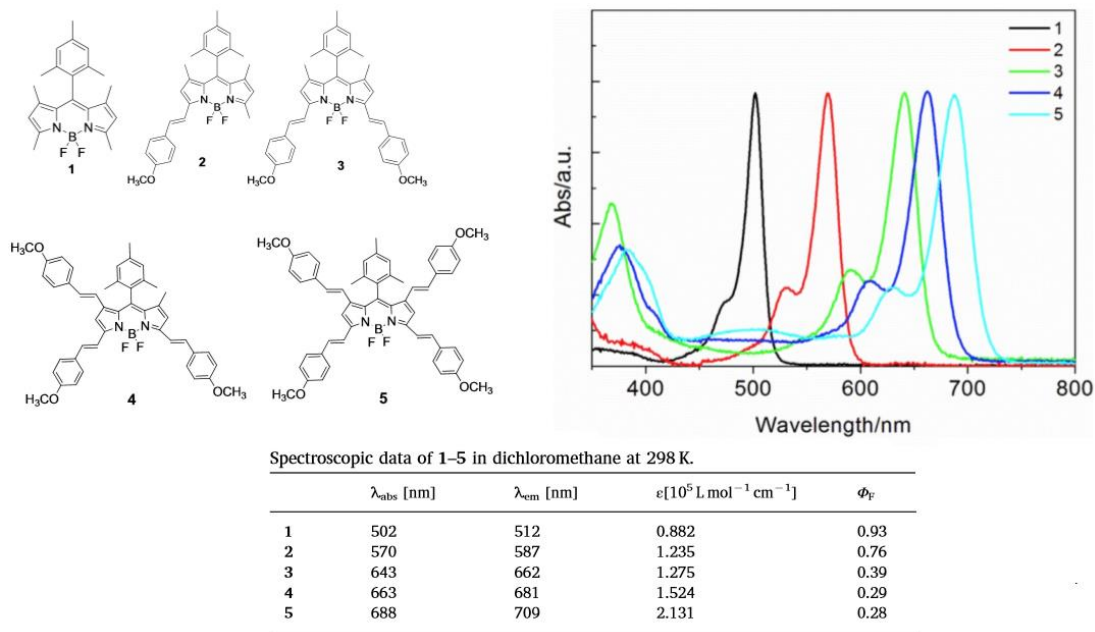 N B N
F F
1
N B N
F F
H₃CO
2
N B N
F F
H₃CO
OCH₃
3
H₃CO
N B N
F F
H₃CO
OCH₃
4
H₃CO
OCH₃
N B N
F F
H₃CO
OCH₃
5
Abs/a.u.
1
2
3
4
5
400 500 600 700 800
Wavelength/nm
Spectroscopic data of 1–5 in dichloromethane at 298 K.
λabs [nm] λem [nm] ε[10⁵ L mol⁻¹ cm⁻¹] ΦF
1 502 512 0.882 0.93
2 570 587 1.235 0.76
3 643 662 1.275 0.39
4 663 681 1.524 0.29
5 688 709 2.131 0.28